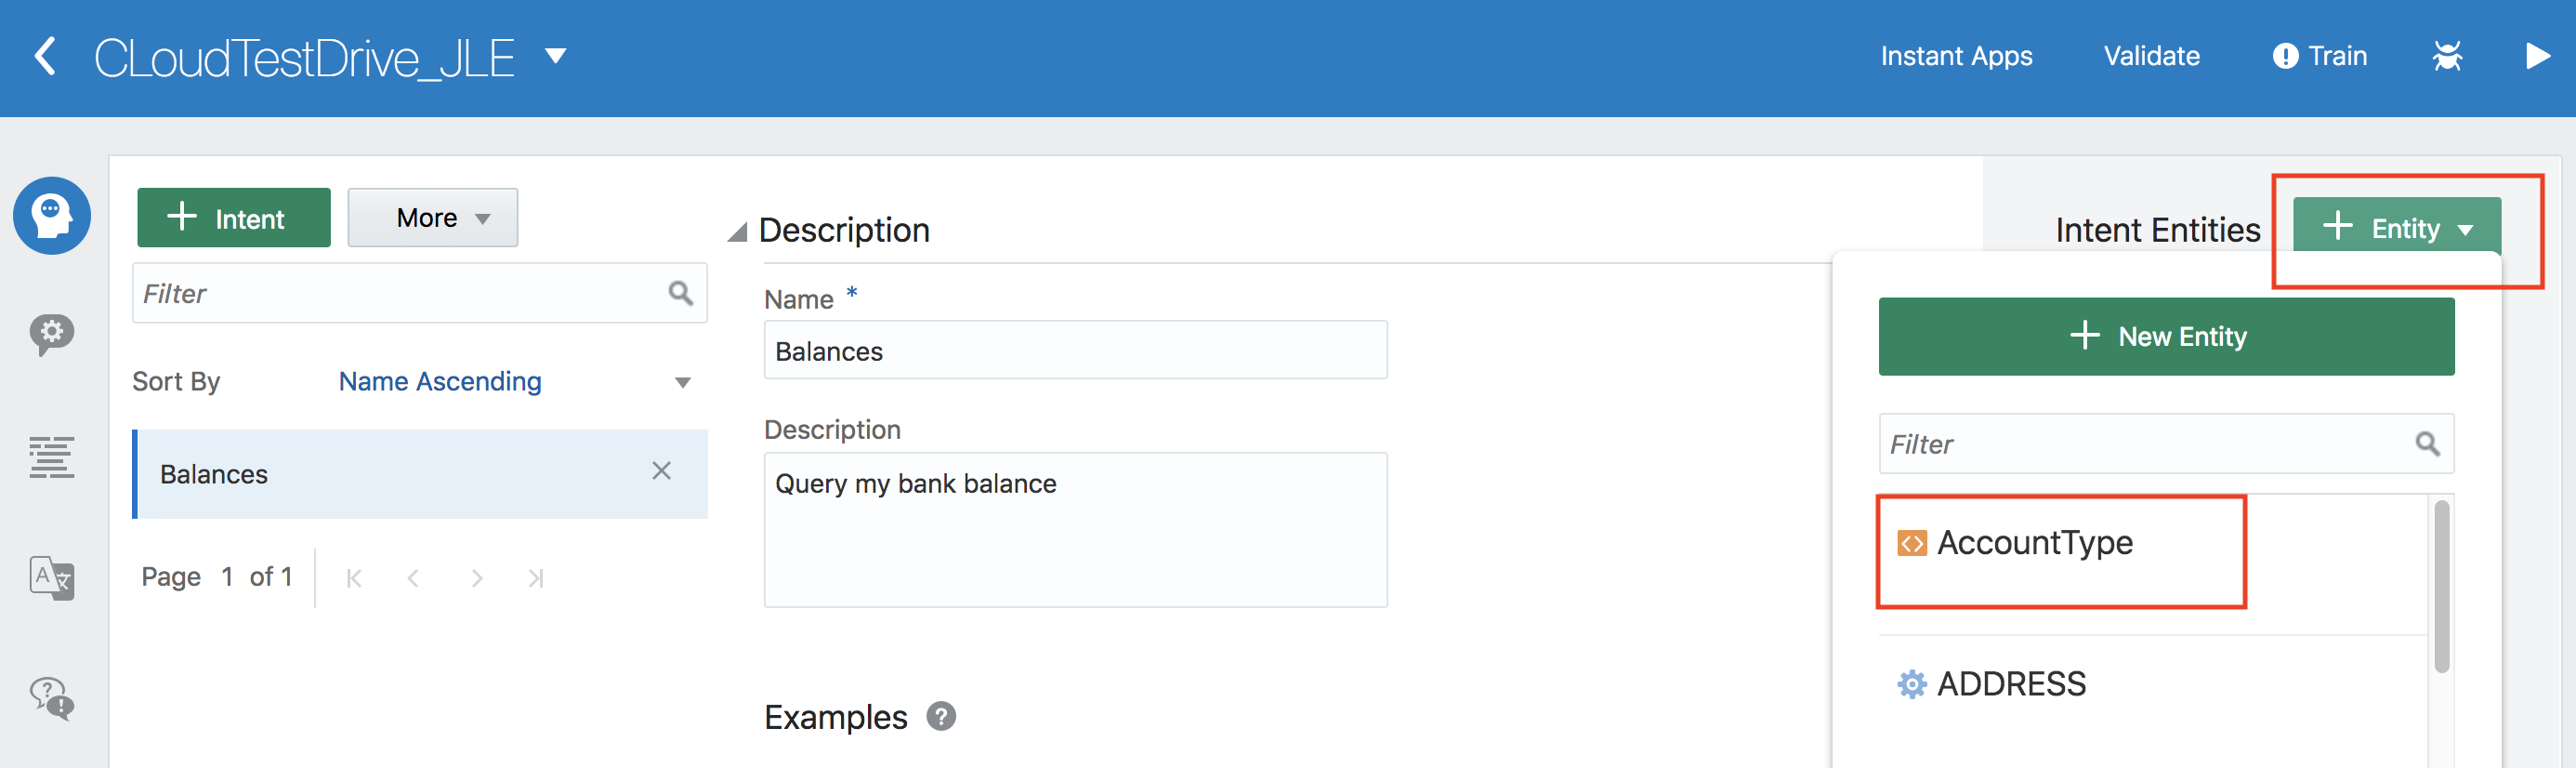 CLoudTestDrive_JLE
Instant Apps
Validate
Train
Intent
More
Filter
Sort By
Name Ascending
Balances
Page 1 of 1
Description
Name *
Balances
Description
Query my bank balance
Examples
Intent Entities
Entity
New Entity
Filter
AccountType
ADDRESS